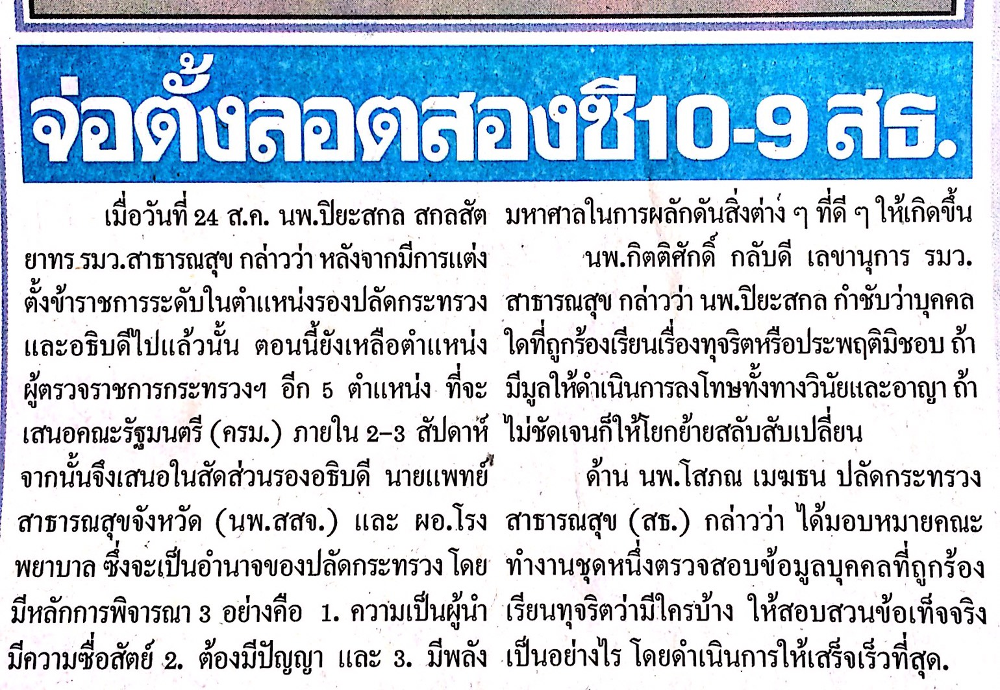 จ่อตั้งลอตสองซี10-9 สธ.
เมื่อวันที่ 24 ส.ค. นพ.ปิยะสกล สกลสัต
ยาทร รมว.สาธารณสุข กล่าวว่า หลังจากมีการแต่ง
ตั้งข้าราชการระดับในตำแหน่งรองปลัดกระทรวง
และอธิบดีไปแล้วนั้น ตอนนี้ยังเหลือตำแหน่ง
ผู้ตรวจราชการกระทรวงฯ อีก 5 ตำแหน่ง ที่จะ
เสนอคณะรัฐมนตรี (ครม.) ภายใน 2-3 สัปดาห์
จากนั้นจึงเสนอในสัดส่วนรองอธิบดี นายแพทย์
สาธารณสุขจังหวัด (นพ.สสจ.) และ ผอ.โรง
พยาบาล ซึ่งจะเป็นอำนาจของปลัดกระทรวง โดย
มีหลักการพิจารณา 3 อย่างคือ 1. ความเป็นผู้นำ
มีความซื่อสัตย์ 2. ต้องมีปัญญา และ 3. มีพลัง
มหาศาลในการผลักดันสิ่งต่าง ๆ ที่ดี ๆ ให้เกิดขึ้น
นพ.กิตติศักดิ์ กลับดี เลขานุการ รมว.
สาธารณสุข กล่าวว่า นพ.ปิยะสกล กำชับว่าบุคคล
ใดที่ถูกร้องเรียนเรื่องทุจริตหรือประพฤติมิชอบ ถ้า
มีมูลให้ดำเนินการลงโทษทั้งทางวินัยและอาญา ถ้า
ไม่ชัดเจนก็ให้โยกย้ายสลับสับเปลี่ยน
ด้าน นพ.โสภณ เมฆธน ปลัดกระทรวง
สาธารณสุข (สธ.) กล่าวว่า ได้มอบหมายคณะ
ทำงานชุดหนึ่งตรวจสอบข้อมูลบุคคลที่ถูกร้อง
เรียนทุจริตว่ามีใครบ้าง ให้สอบสวนข้อเท็จจริง
เป็นอย่างไร โดยดำเนินการให้เสร็จเร็วที่สุด.